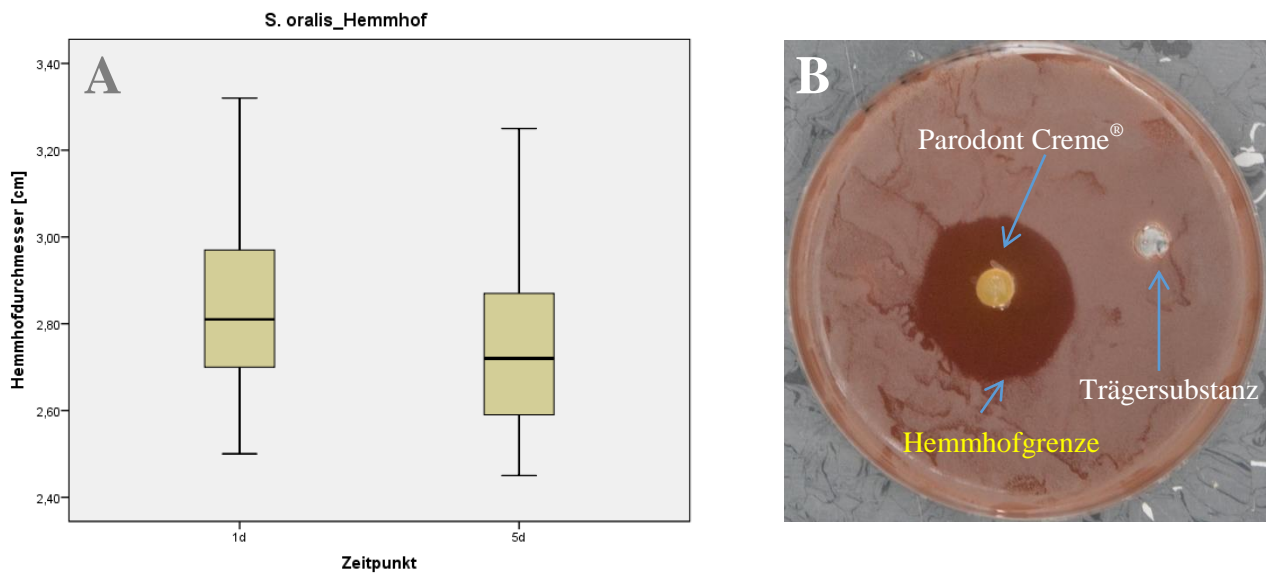 S. oralis_Hemmhof
A
Hemmhofdurchmesser [cm]
3,40
3,20
3,00
2,80
2,60
2,40
1d
5d
Zeitpunkt
B
Parodont Creme®
Trägersubstanz
Hemmhofgrenze